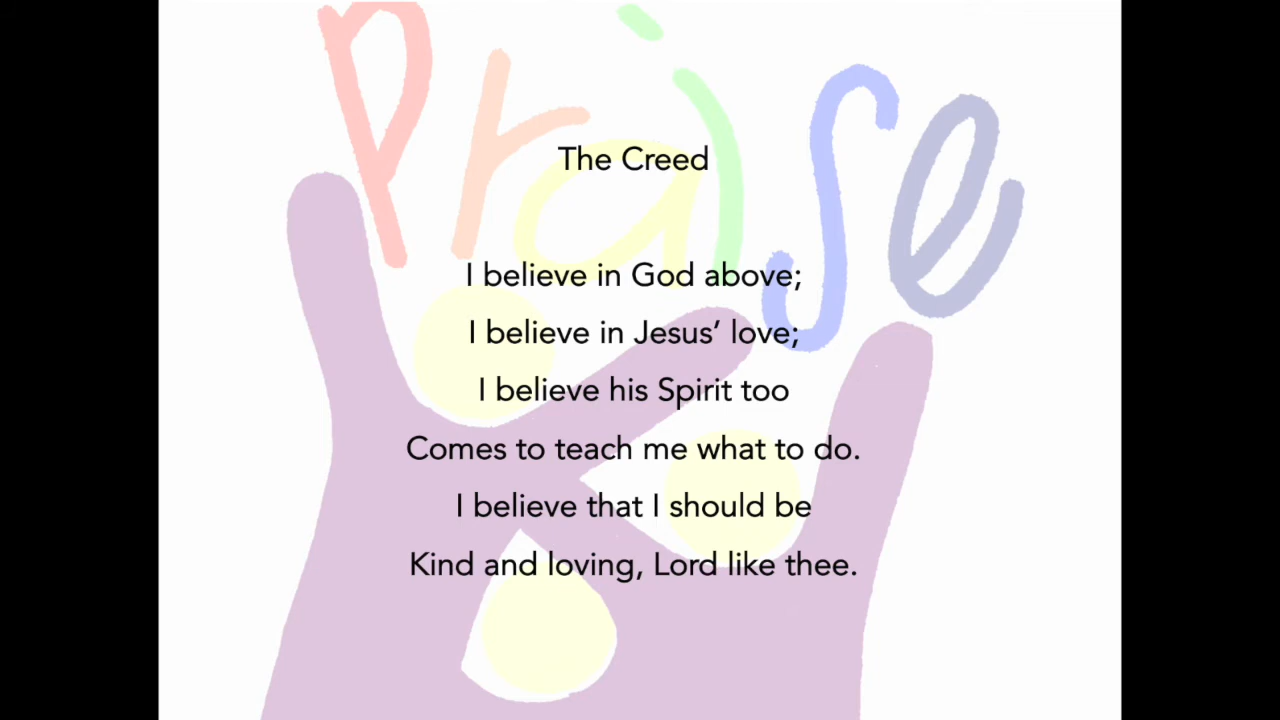 Praise
The Creed
I believe in God above;
I believe in Jesus’ love;
I believe his Spirit too
Comes to teach me what to do.
I believe that I should be
Kind and loving, Lord like thee.